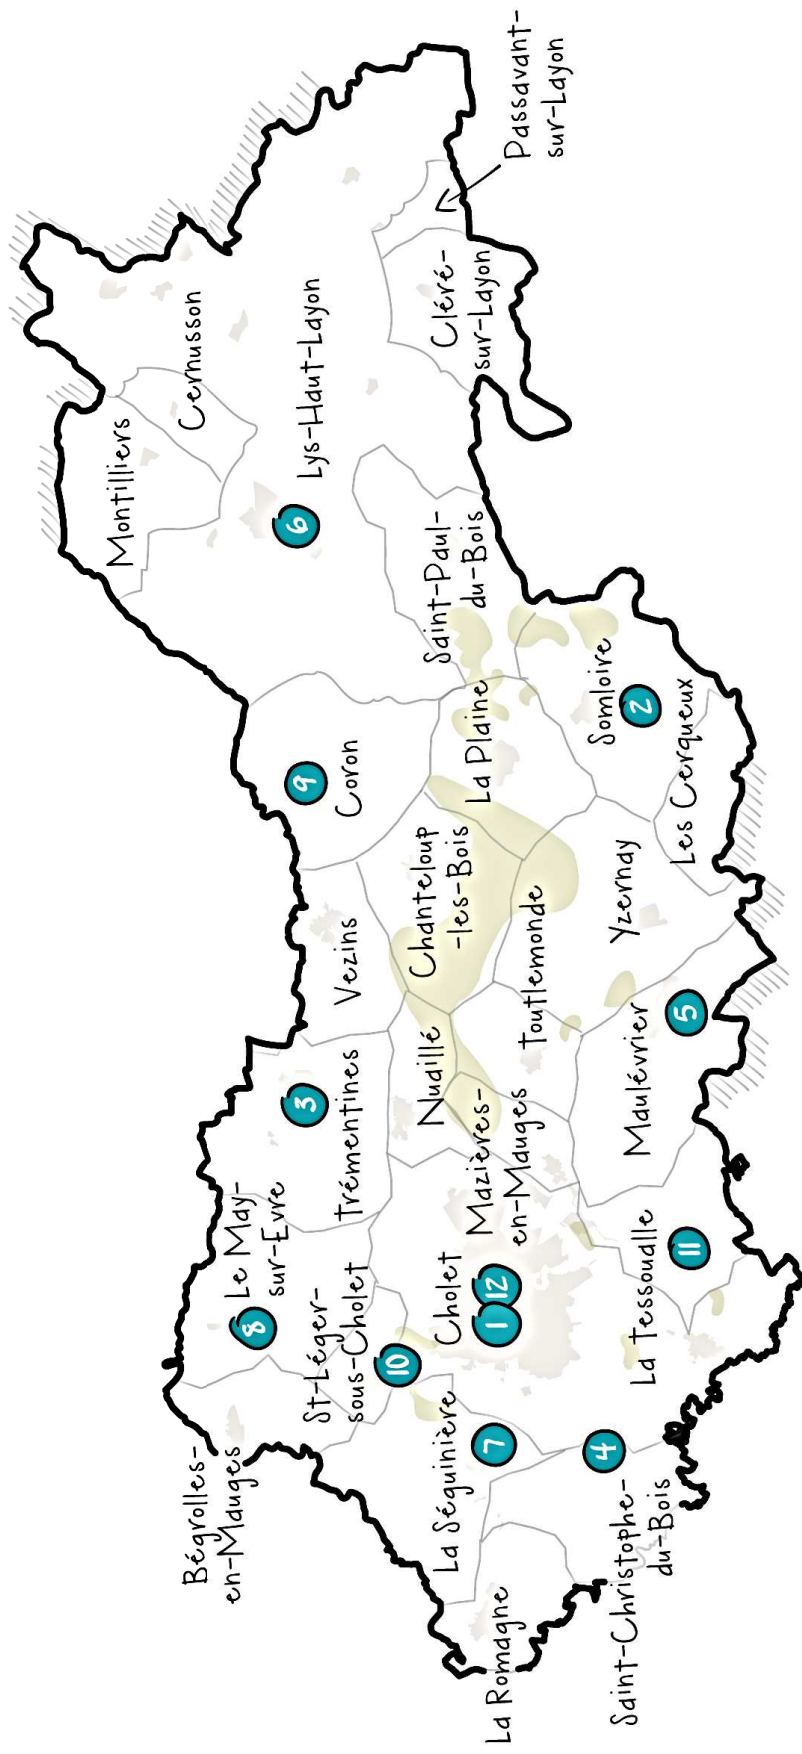 Montilliers
Cernusson
Bégrolles-
en-Mauges
8
Le May-
sur-Evre
3
9
6
Lys-Haut-Layon
St-Léger-
sous-Cholet
Trémentines
Vezins
Coron
10
La Séguinière
Cholet
Nuaillé
Chanteloup
-les-Bois
Saint-Paul-
du-Bois
Cléré-
sur-Layon
Passavant-
sur-Layon
La Romagne
7
1
12
Mazières-
en-Mauges
Toutlemonde
La Plaine
4
Saint-Christophe-
du-Bois
La Tessoualle
11
Maulévrier
5
Yzernay
Somloire
2
Les Cerqueux